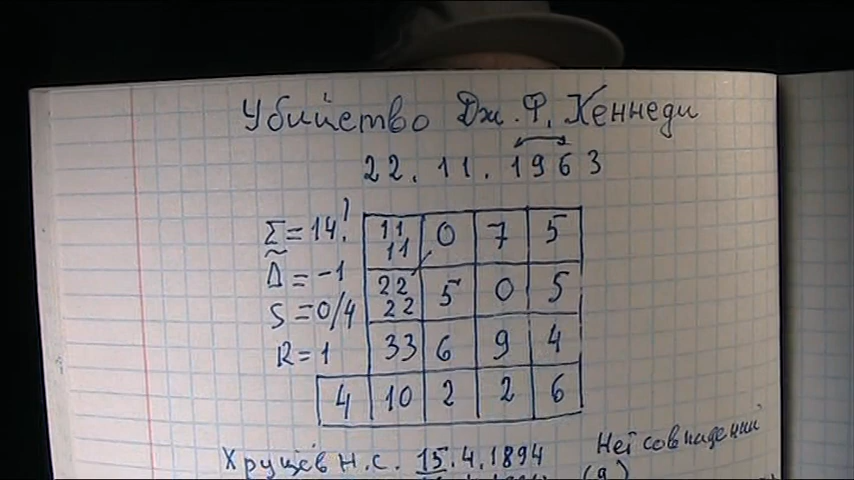 Убийство Дж. Ф. Кеннеди
22. 11. 1963
Σ = 14! 11 11 0 7 5
Δ̃ = -1 22 22 5 0 5
S = 0/4
R = 1 33 6 9 4
4 10 2 2 6
Хрущёв Н.С. 15.4.1894 Нет совпадений
(9)